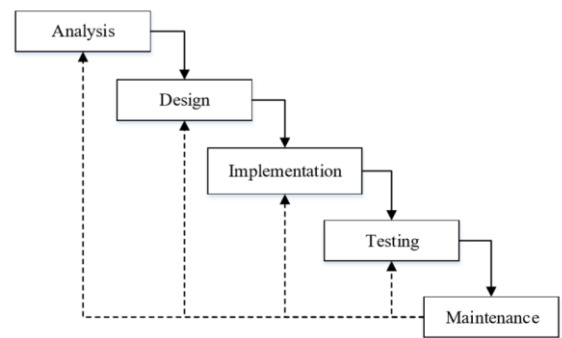 Analysis
Design
Implementation
Testing
Maintenance